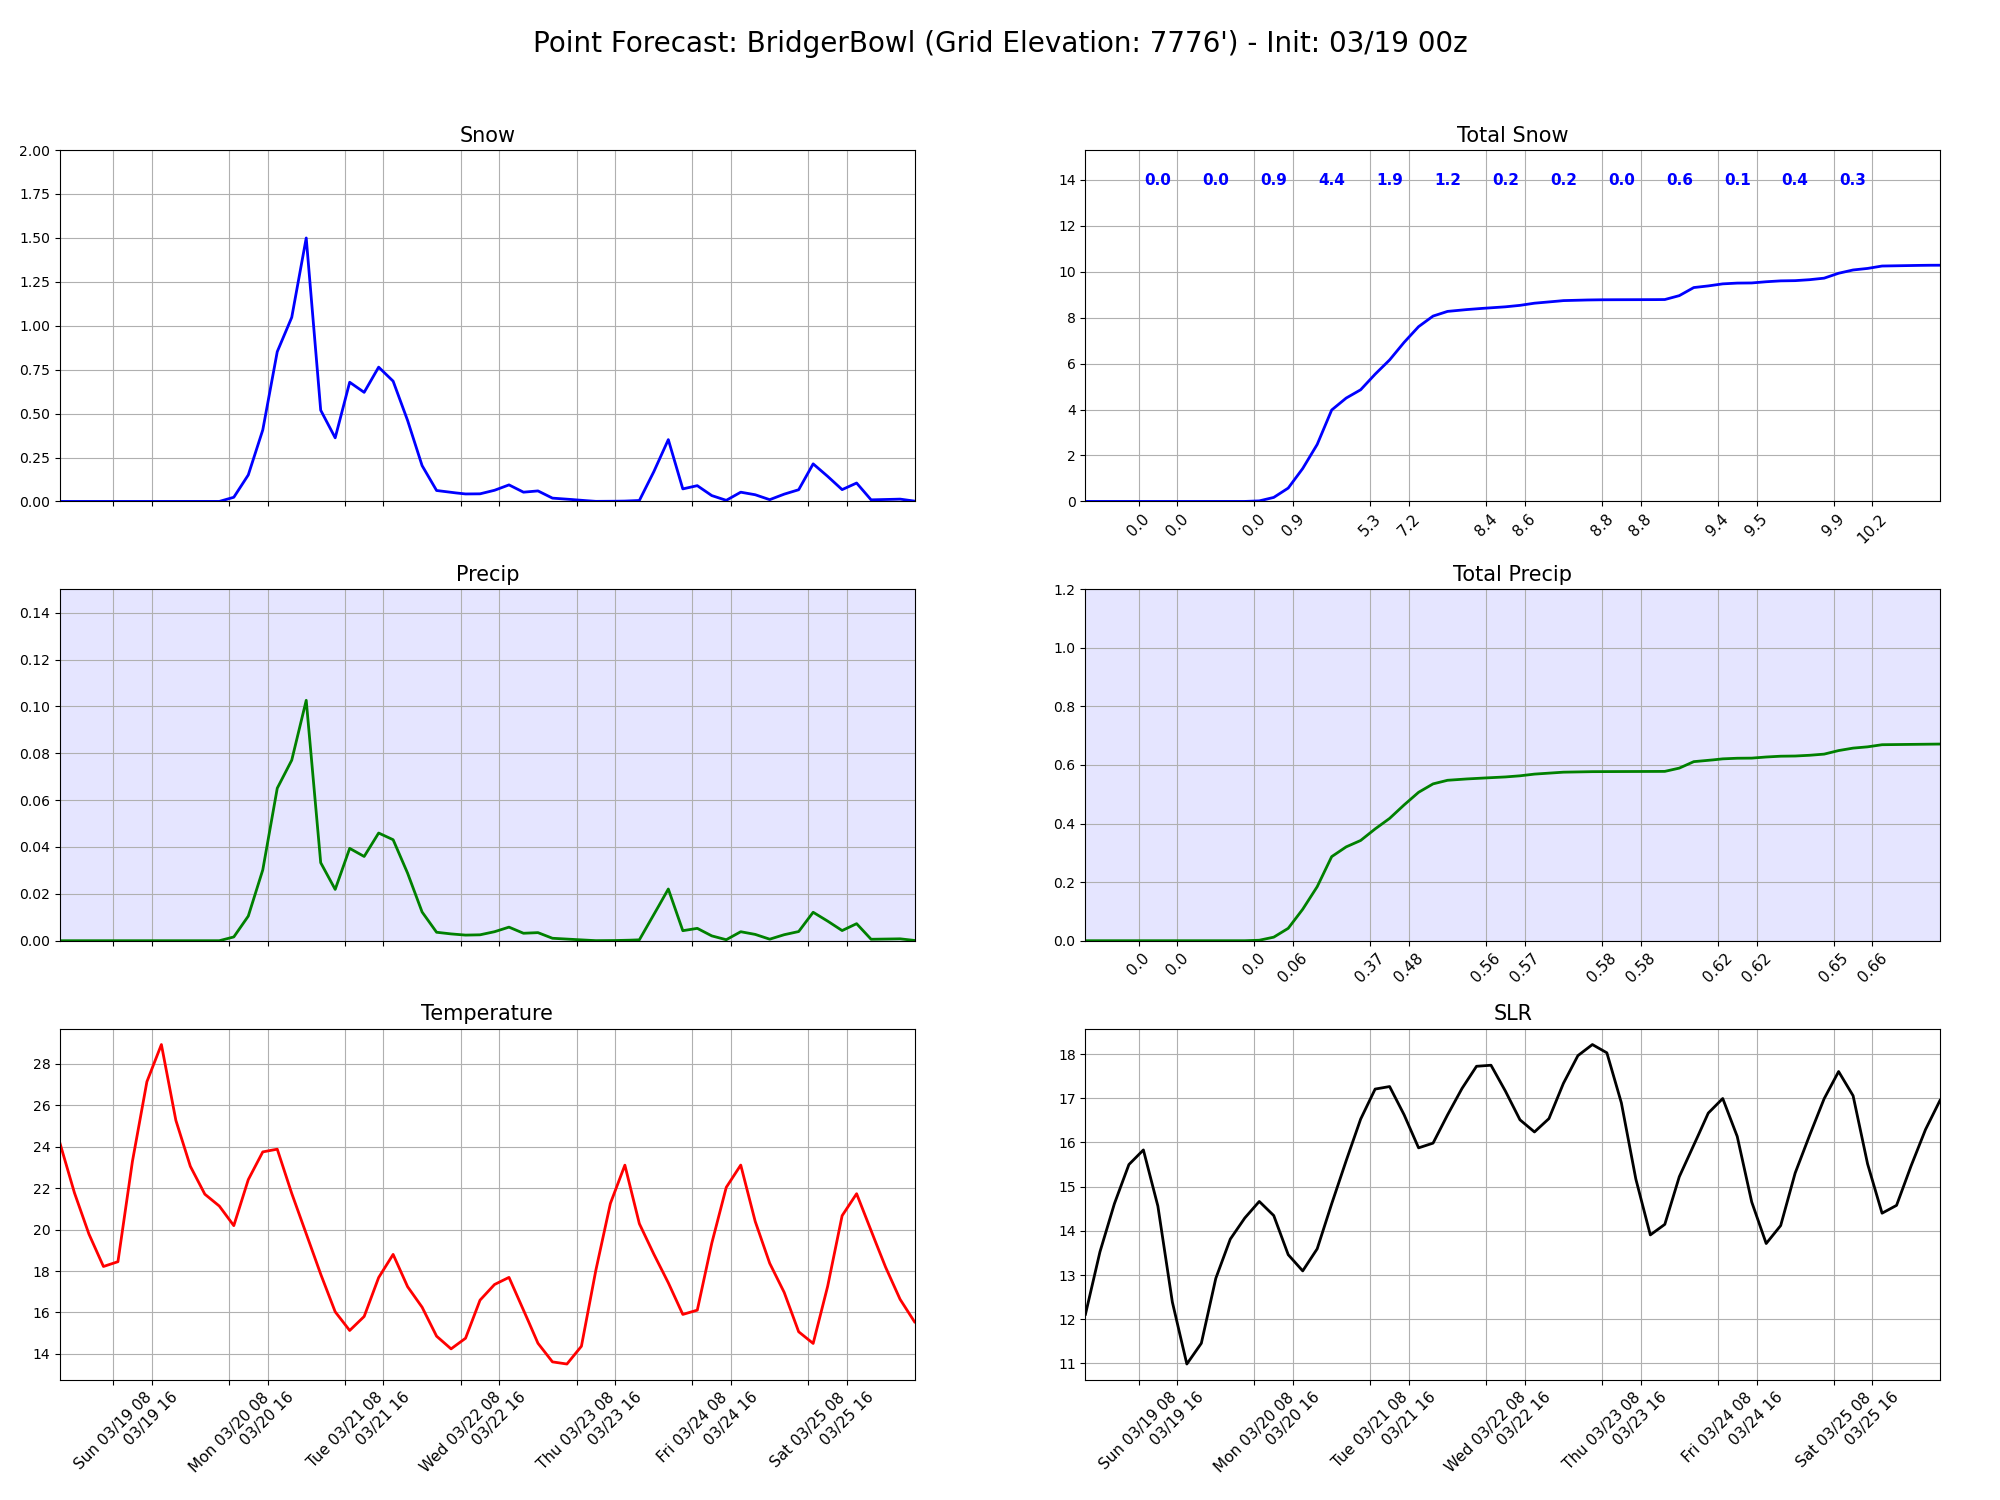 Point Forecast: BridgerBowl (Grid Elevation: 7776') - Init: 03/19 00z
Snow
2.00
1.75
1.50
1.25
1.00
0.75
0.50
0.25
0.00
Total Snow
0.0 0.0 0.9 4.4 1.9 1.2 0.2 0.2 0.0 0.6 0.1 0.4 0.3
14
12
10
8
6
4
2
0
0.0 0.0 0.0 0.9 5.3 7.2 8.4 8.6 8.8 8.8 9.4 9.5 9.9 10.2
Precip
0.14
0.12
0.10
0.08
0.06
0.04
0.02
0.00
Total Precip
1.2
1.0
0.8
0.6
0.4
0.2
0.0
0.0 0.0 0.0 0.06 0.37 0.48 0.56 0.57 0.58 0.58 0.62 0.62 0.65 0.66
Temperature
28
26
24
22
20
18
16
14
Sun 03/19 08
03/19 16
Mon 03/20 08
03/20 16
Tue 03/21 08
03/21 16
Wed 03/22 08
03/22 16
Thu 03/23 08
03/23 16
Fri 03/24 08
03/24 16
Sat 03/25 08
03/25 16
SLR
18
17
16
15
14
13
12
11
Sun 03/19 08
03/19 16
Mon 03/20 08
03/20 16
Tue 03/21 08
03/21 16
Wed 03/22 08
03/22 16
Thu 03/23 08
03/23 16
Fri 03/24 08
03/24 16
Sat 03/25 08
03/25 16